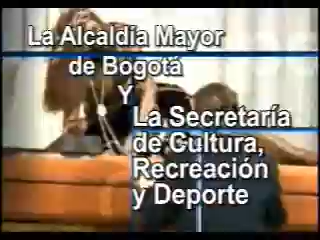 La Alcaldía Mayor
de Bogotá
Y
La Secretaría
de Cultura,
Recreación
y Deporte